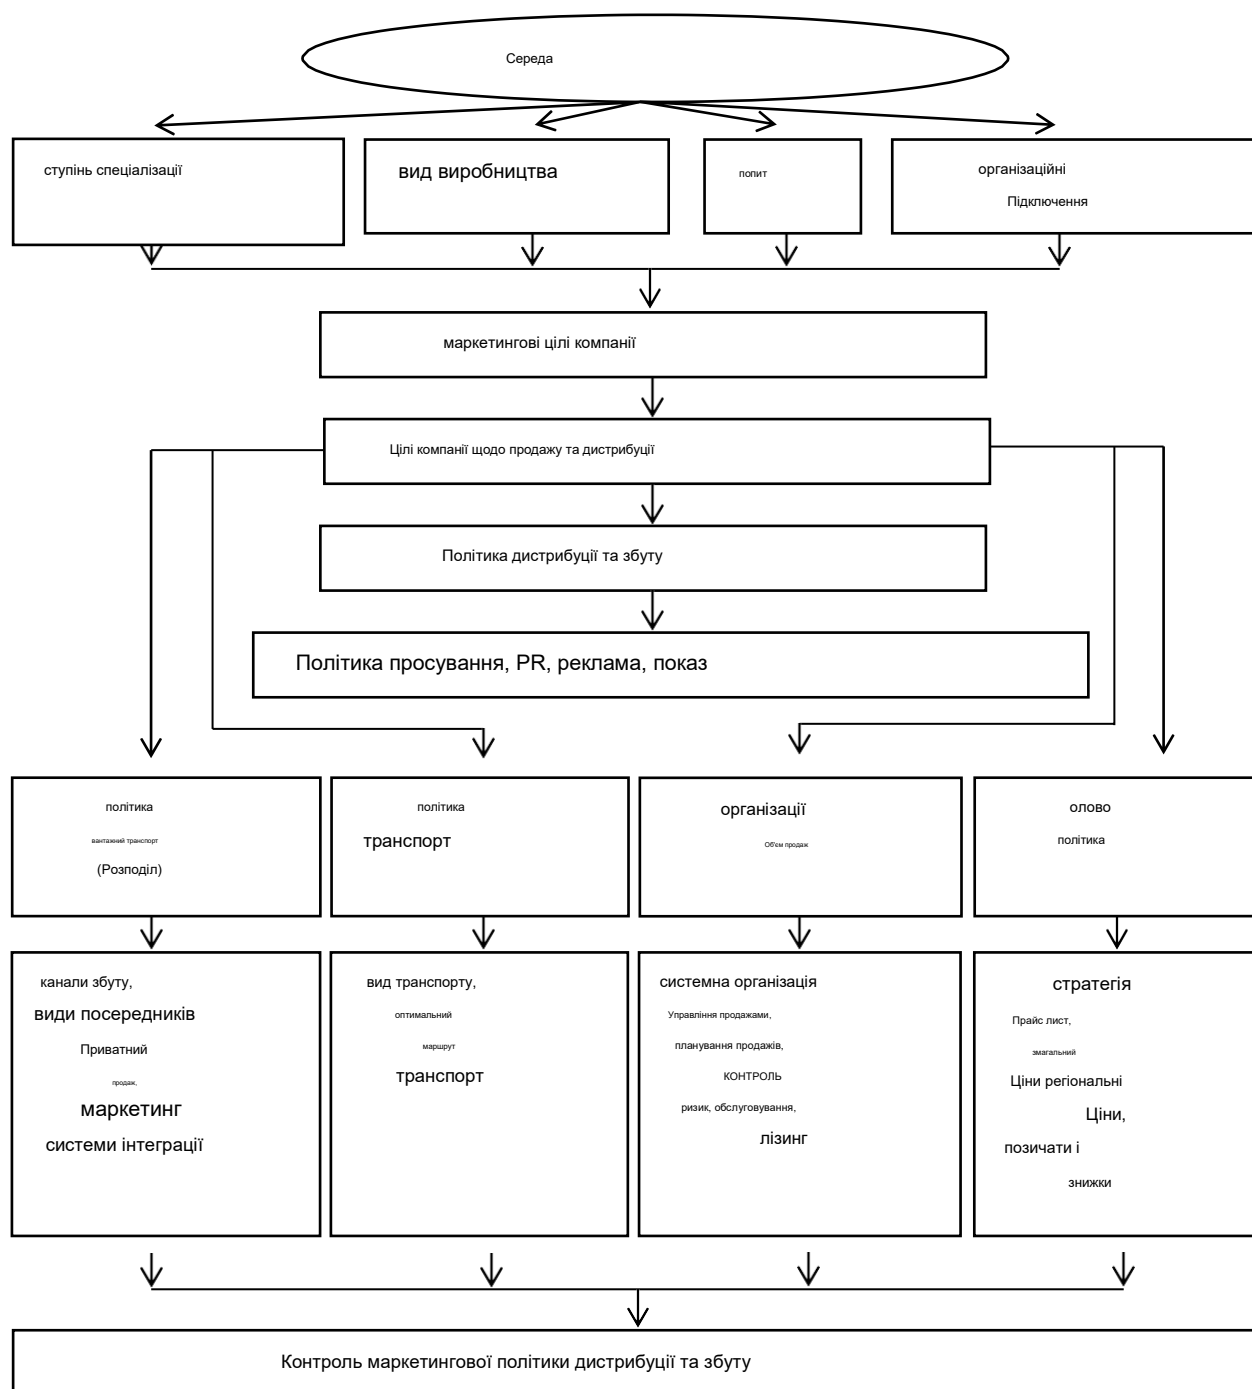 Середа
ступінь спеціалізації
вид виробництва
попит
організаційні
Підключення
маркетингові цілі компанії
Цілі компанії щодо продажу та дистрибуції
Політика дистрибуції та збуту
Політика просування, PR, реклама, показ
політика
вантажний транспорт
(Розподіл)
політика
транспорт
організації
Об'єм продаж
олово
політика
канали збуту,
види посередників
Приватний
продаж,
маркетинг
системи інтеграції
вид транспорту,
оптимальний
маршрут
транспорт
системна організація
Управління продажами,
планування продажів,
КОНТРОЛЬ
ризик, обслуговування,
лізинг
стратегія
Прайс лист,
змагальний
Ціни регіональні
Ціни,
позичати і
знижки
Контроль маркетингової політики дистрибуції та збуту